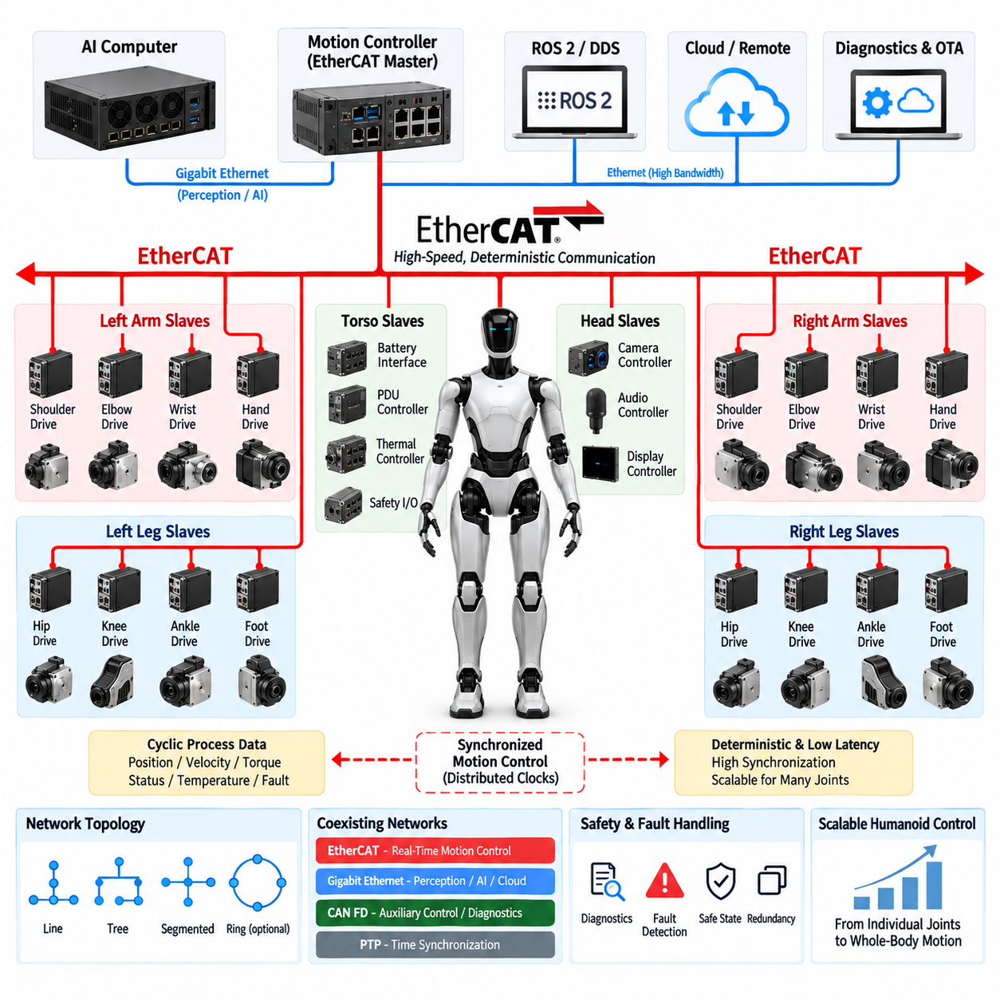 AI Computer
Motion Controller
(EtherCAT Master)
ROS 2 / DDS
ROS 2
Cloud / Remote
Diagnostics & OTA
Gigabit Ethernet
(Perception / AI)
Ethernet (High Bandwidth)
EtherCAT®
High-Speed, Deterministic Communication
EtherCAT
EtherCAT
Left Arm Slaves
Shoulder
Drive
Elbow
Drive
Wrist
Drive
Hand
Drive
Torso Slaves
Battery
Interface
PDU
Controller
Thermal
Controller
Safety I/O
Head Slaves
Camera
Controller
Audio
Controller
Display
Controller
Right Arm Slaves
Shoulder
Drive
Elbow
Drive
Wrist
Drive
Hand
Drive
Left Leg Slaves
Hip
Drive
Knee
Drive
Ankle
Drive
Foot
Drive
Right Leg Slaves
Hip
Drive
Knee
Drive
Ankle
Drive
Foot
Drive
Cyclic Process Data
Position / Velocity / Torque
Status / Temperature / Fault
Synchronized
Motion Control
(Distributed Clocks)
Deterministic & Low Latency
High Synchronization
Scalable for Many Joints
Network Topology
Line
Tree
Segmented
Ring (optional)
Coexisting Networks
EtherCAT - Real-Time Motion Control
Gigabit Ethernet - Perception / AI / Cloud
CAN FD - Auxiliary Control / Diagnostics
PTP - Time Synchronization
Safety & Fault Handling
Diagnostics
Fault
Detection
Safe State
Redundancy
Scalable Humanoid Control
From Individual Joints
to Whole-Body Motion